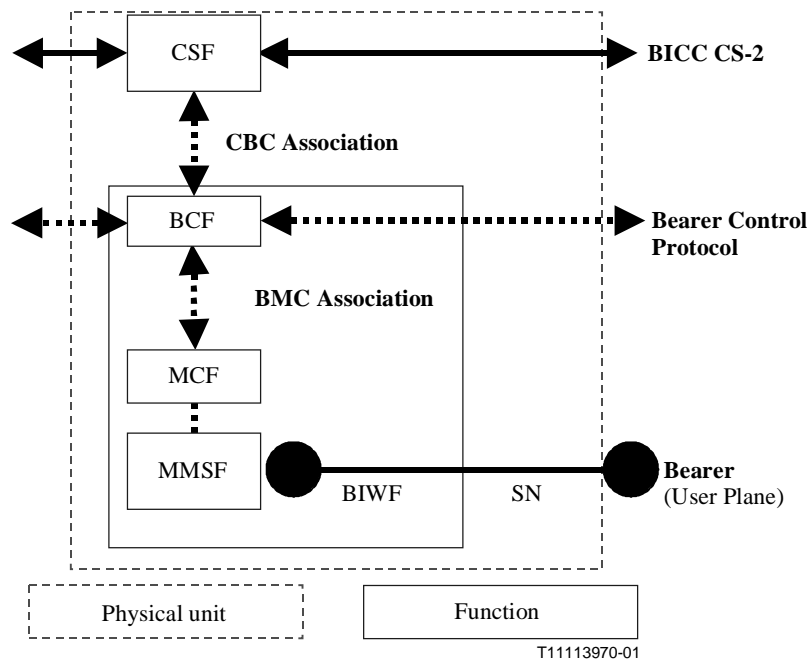 CSF
BICC CS-2
CBC Association
BCF
Bearer Control
Protocol
BMC Association
MCF
MMSF
BIWF
SN
Bearer
(User Plane)
Physical unit
Function
T11113970-01